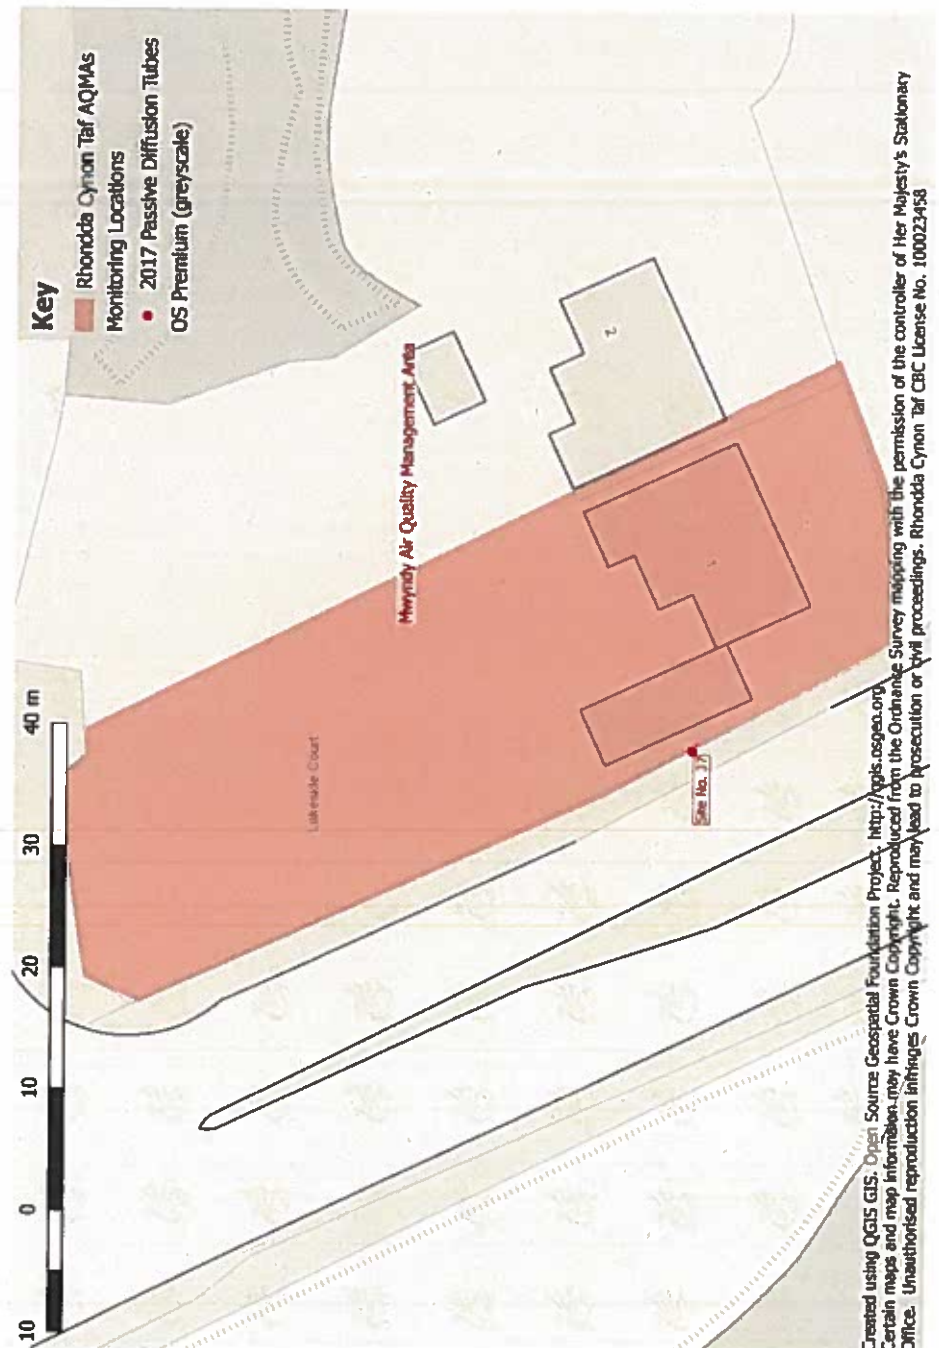 10 0 10 20 30 40 m
Key
Rhondda Cynon Taf AQMAs
Monitoring Locations
2017 Passive Diffusion Tubes
OS Premium (greyscale)
Lakeside Court
Mwyndy Air Quality Management Area
2
1
Site No. 17
Created using QGIS GIS. Open Source Geospatial Foundation Project. http://qgis.osgeo.org.
Certain maps and map information may have Crown Copyright. Reproduced from the Ordnance Survey mapping with the permission of the controller of Her Majesty's Stationary
Office. Unauthorised reproduction infringes Crown Copyright and may lead to prosecution or civil proceedings. Rhondda Cynon Taf CBC License No. 100023458